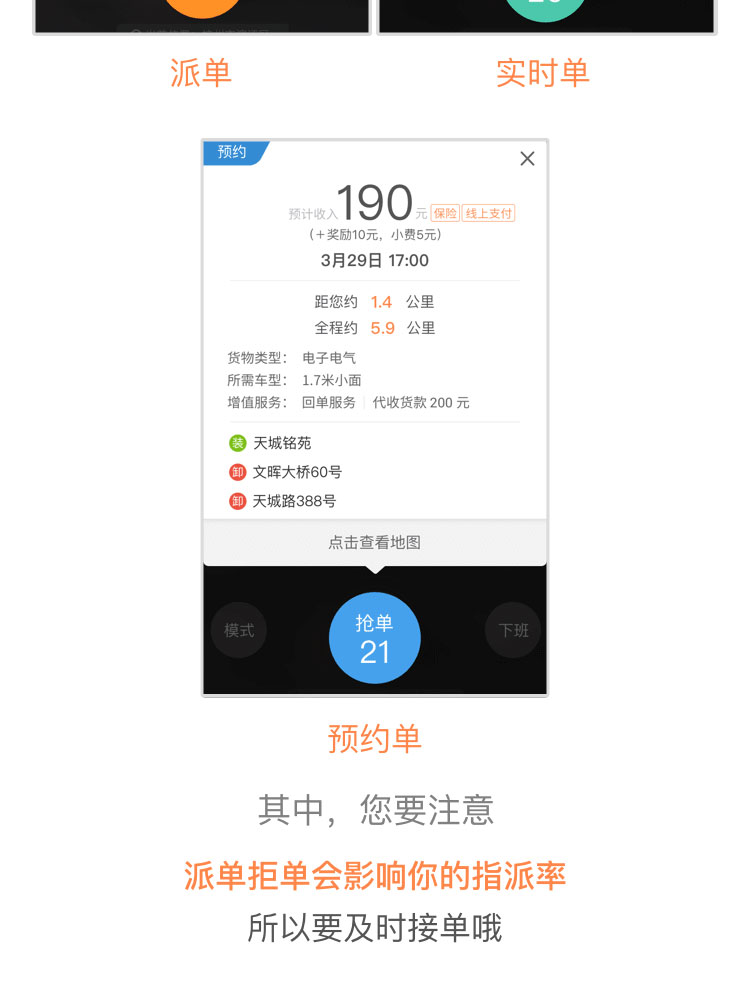 派单
实时单
预约
预计收入190元 保险 线上支付
(+奖励10元，小费5元)
3月29日 17:00
距您约 1.4 公里
全程约 5.9 公里
货物类型： 电子电气
所需车型： 1.7米小面
增值服务： 回单服务 代收货款 200 元
装 天城铭苑
卸 文晖大桥60号
卸 天城路388号
点击查看地图
模式
抢单
21
下班
预约单
其中，您要注意
派单拒单会影响你的指派率
所以要及时接单哦